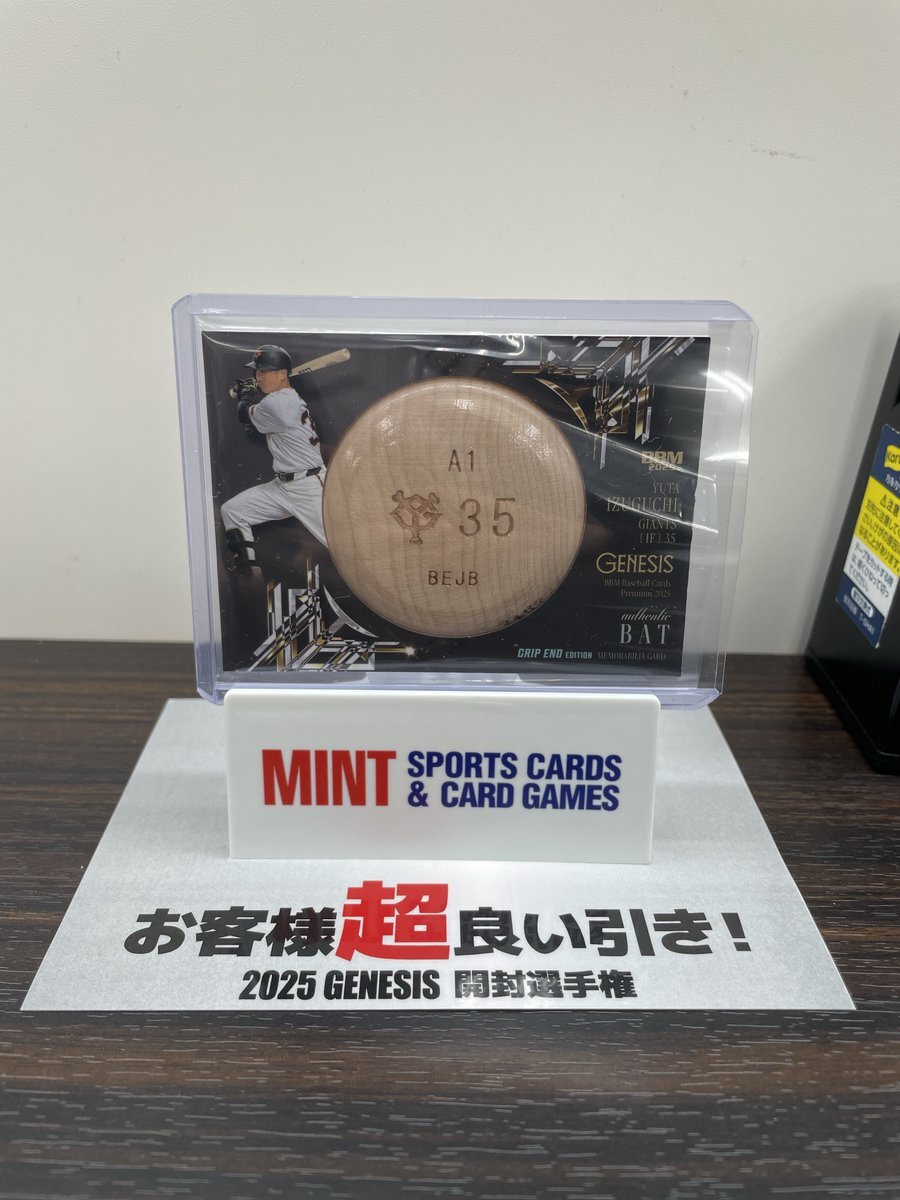 A1
35
BEJB
BBM
2025
YUTA
IZUGUCHI
GIANTS
[IF] 35
GENESIS
BBM Baseball Cards
Premium 2025
authentic
BAT
GRIP END EDITION MEMORABILIA CARD
MINT SPORTS CARDS
& CARD GAMES
お客様超良い引き!
2025 GENESIS 開封選手権